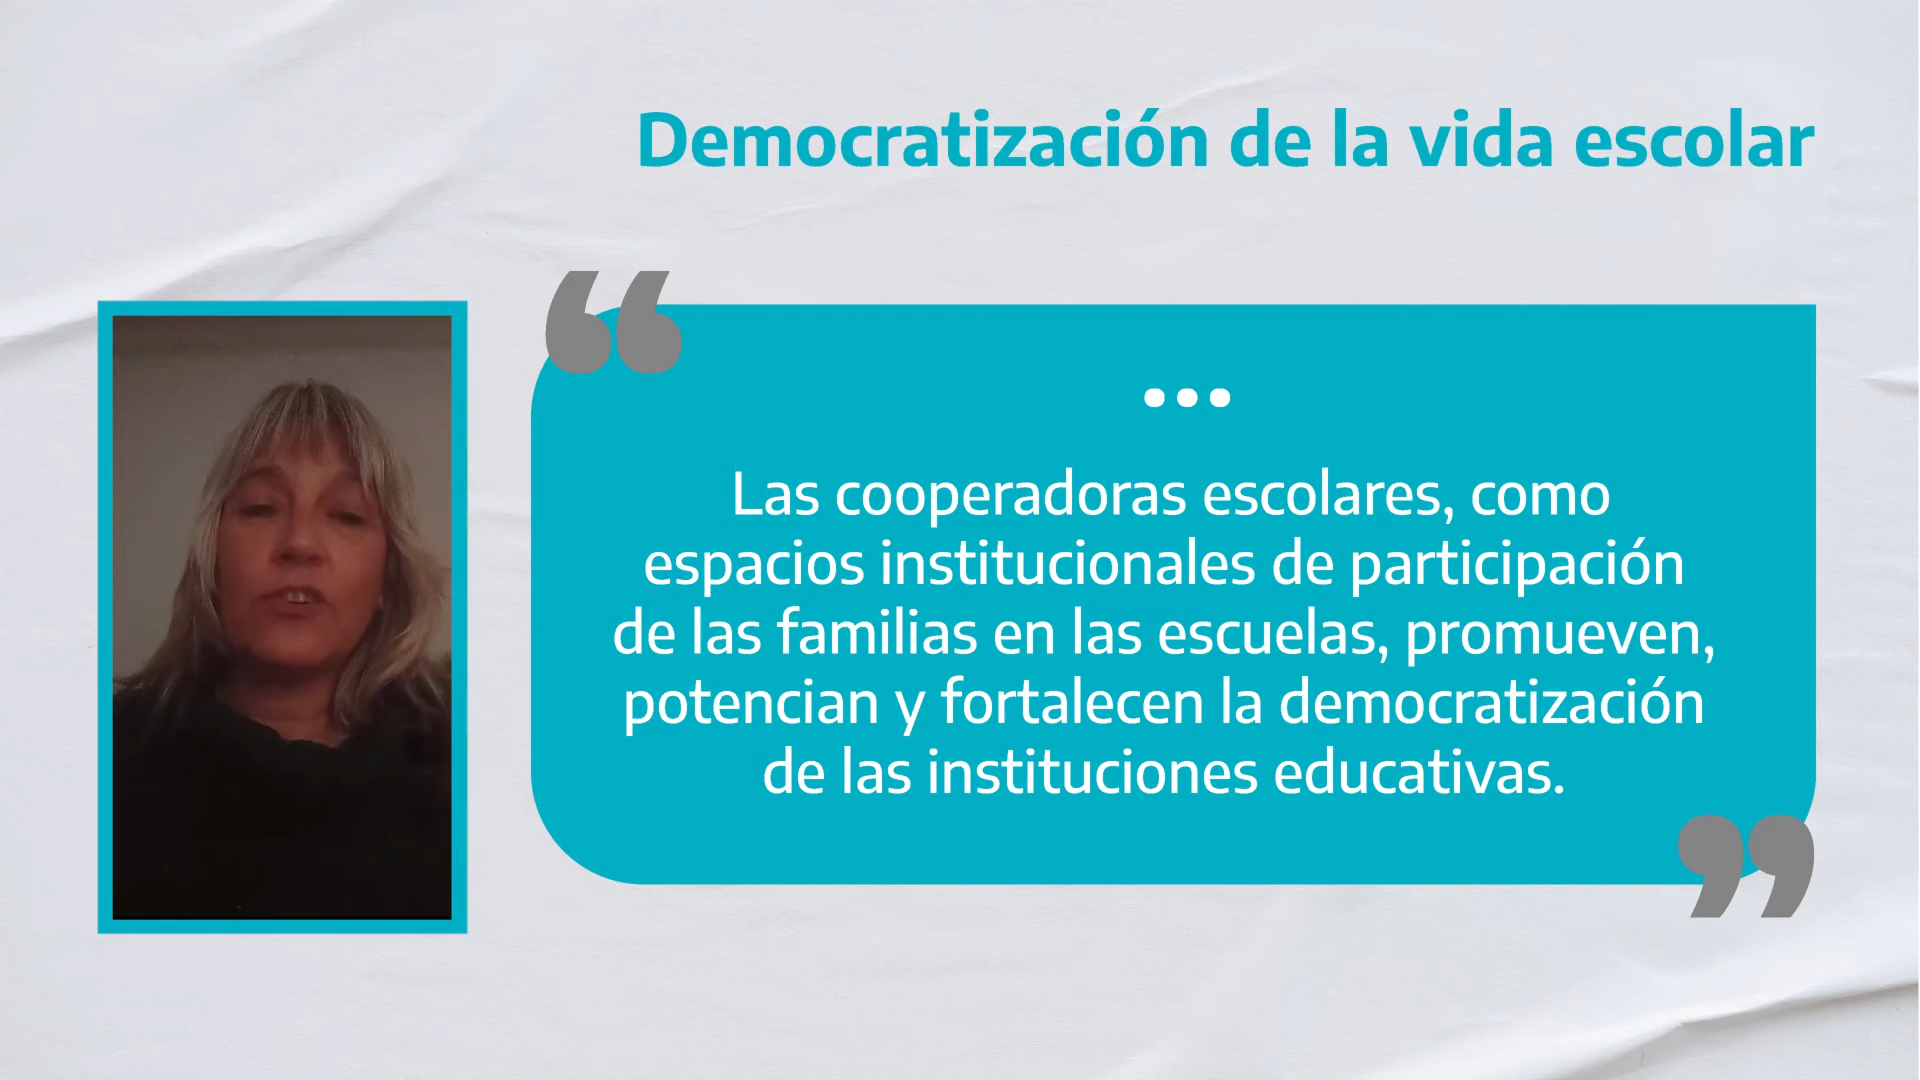 Democratización de la vida escolar
“
...
Las cooperadoras escolares, como
espacios institucionales de participación
de las familias en las escuelas, promueven,
potencian y fortalecen la democratización
de las instituciones educativas.
”